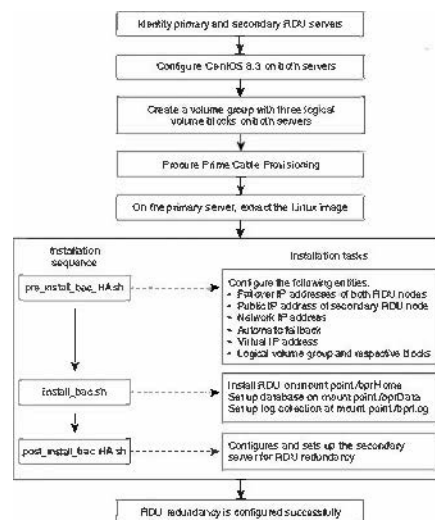 Identify primary and secondary RDU servers
Configure CentOS 6.3 on both servers
Create a volume group with three logical
volume blocks on both servers
Procure Prime Cable Provisioning
On the primary server, extract the Linux image
Installation
sequence
Installation tasks
pre_install_bac_HA.sh
Configure the following entities.
• Failover IP addresses of both RDU nodes
• Public IP address of secondary RDU node
• Network IP address
• Automatic fallback
• Virtual IP address
• Logical volume group and respective blocks
install_bac.sh
Install RDU on mount point /bprHome
Set up database on mount point /bprData
Set up log collection at mount point /bprLog
post_install_bac_HA.sh
Configures and sets up the secondary
server for RDU redundancy
RDU redundancy is configured successfully